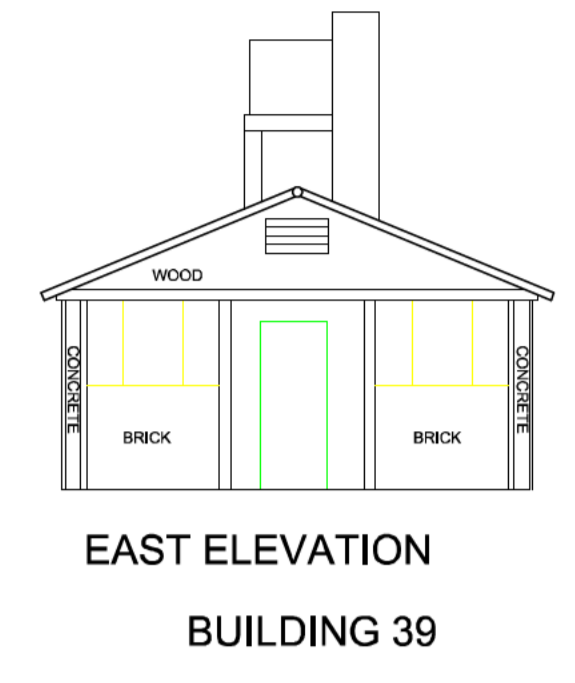 WOOD
CONCRETE
CONCRETE
BRICK
BRICK
EAST ELEVATION
BUILDING 39